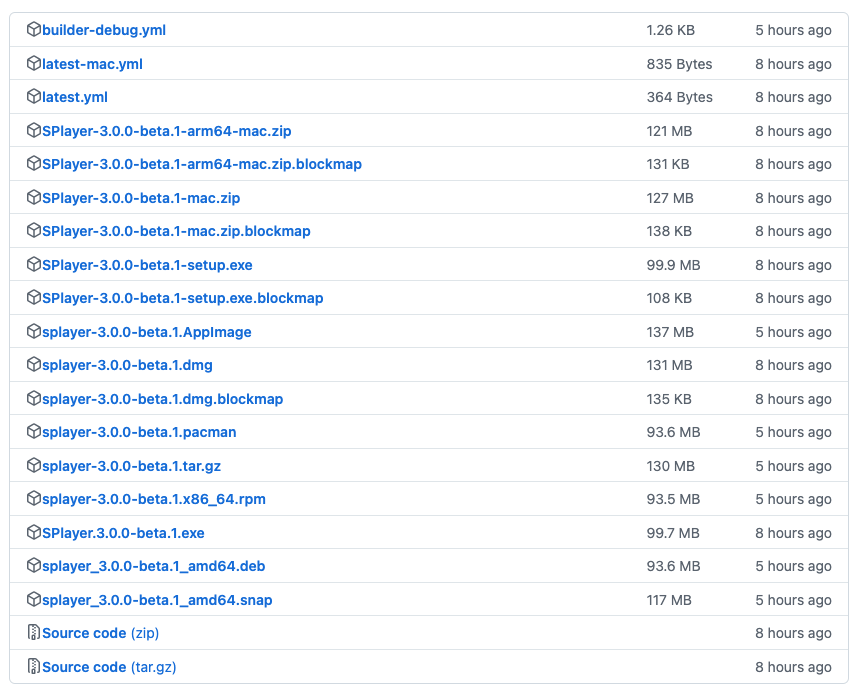 builder-debug.yml 1.26 KB 5 hours ago
latest-mac.yml 835 Bytes 8 hours ago
latest.yml 364 Bytes 8 hours ago
SPlayer-3.0.0-beta.1-arm64-mac.zip 121 MB 8 hours ago
SPlayer-3.0.0-beta.1-arm64-mac.zip.blockmap 131 KB 8 hours ago
SPlayer-3.0.0-beta.1-mac.zip 127 MB 8 hours ago
SPlayer-3.0.0-beta.1-mac.zip.blockmap 138 KB 8 hours ago
SPlayer-3.0.0-beta.1-setup.exe 99.9 MB 8 hours ago
SPlayer-3.0.0-beta.1-setup.exe.blockmap 108 KB 8 hours ago
splayer-3.0.0-beta.1.AppImage 137 MB 5 hours ago
splayer-3.0.0-beta.1.dmg 131 MB 8 hours ago
splayer-3.0.0-beta.1.dmg.blockmap 135 KB 8 hours ago
splayer-3.0.0-beta.1.pacman 93.6 MB 5 hours ago
splayer-3.0.0-beta.1.tar.gz 130 MB 5 hours ago
splayer-3.0.0-beta.1.x86_64.rpm 93.5 MB 5 hours ago
SPlayer.3.0.0-beta.1.exe 99.7 MB 8 hours ago
splayer_3.0.0-beta.1_amd64.deb 93.6 MB 5 hours ago
splayer_3.0.0-beta.1_amd64.snap 117 MB 5 hours ago
Source code (zip) 8 hours ago
Source code (tar.gz) 8 hours ago